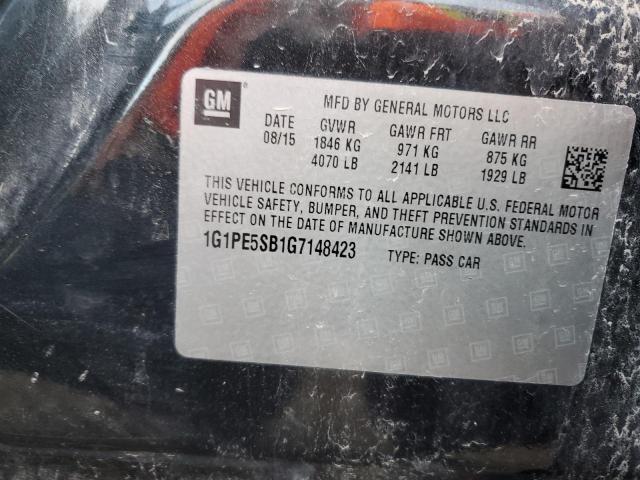 GM
MFD BY GENERAL MOTORS LLC
DATE GVWR GAWR FRT GAWR RR
08/15 1846 KG 971 KG 875 KG
4070 LB 2141 LB 1929 LB
THIS VEHICLE CONFORMS TO ALL APPLICABLE U.S. FEDERAL MOTOR
VEHICLE SAFETY, BUMPER, AND THEFT PREVENTION STANDARDS IN
EFFECT ON THE DATE OF MANUFACTURE SHOWN ABOVE.
1G1PE5SB1G7148423 TYPE: PASS CAR